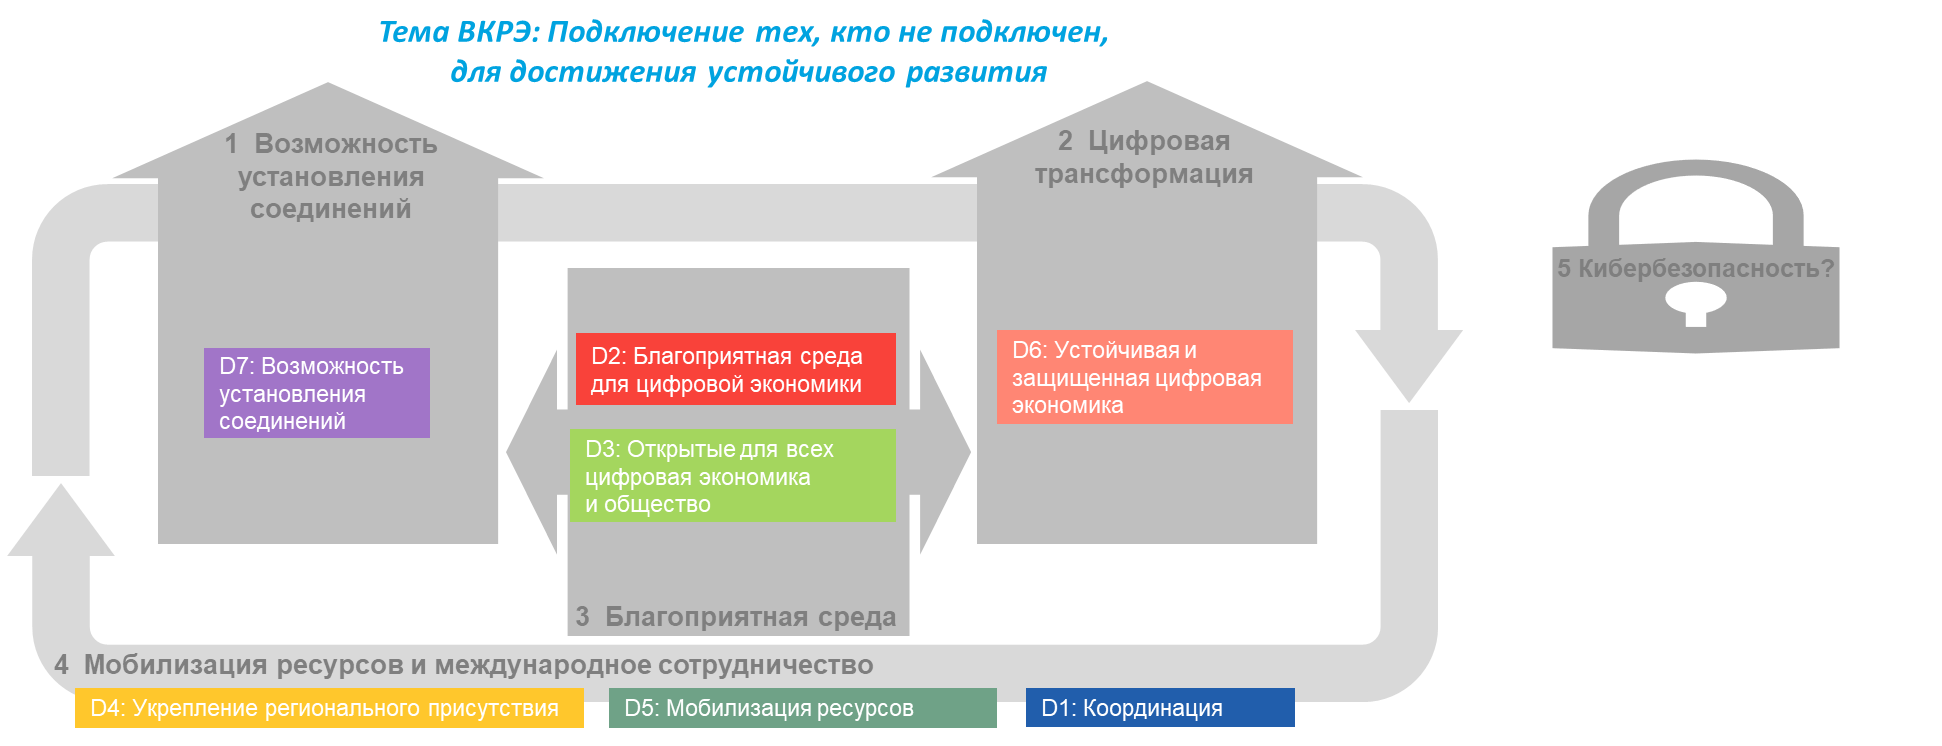 Тема ВКРЭ: Подключение тех, кто не подключен,
для достижения устойчивого развития
1 Возможность
установления
соединений
2 Цифровая
трансформация
5 Кибербезопасность?
D7: Возможность
установления
соединений
D2: Благоприятная среда
для цифровой экономики
D3: Открытые для всех
цифровая экономика
и общество
D6: Устойчивая и
защищенная цифровая
экономика
3 Благоприятная среда
4 Мобилизация ресурсов и международное сотрудничество
D4: Укрепление регионального присутствия
D5: Мобилизация ресурсов
D1: Координация